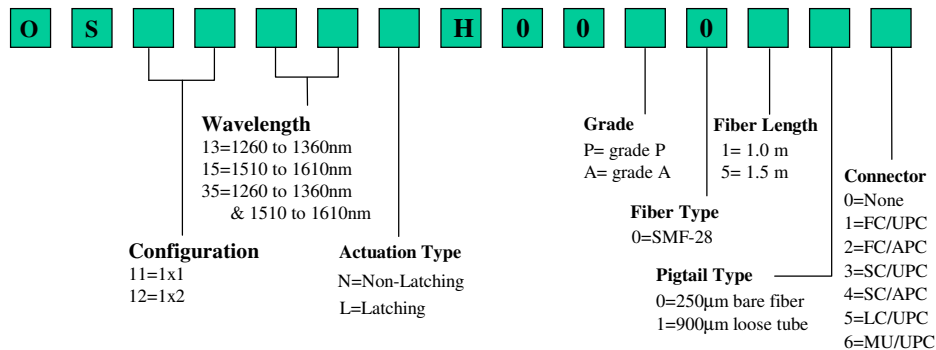 O S H 0 0 0
Wavelength
13=1260 to 1360nm
15=1510 to 1610nm
35=1260 to 1360nm
& 1510 to 1610nm
Configuration
11=1x1
12=1x2
Actuation Type
N=Non-Latching
L=Latching
Grade
P= grade P
A= grade A
Fiber Type
0=SMF-28
Fiber Length
1= 1.0 m
5= 1.5 m
Pigtail Type
0=250µm bare fiber
1=900µm loose tube
Connector
0=None
1=FC/UPC
2=FC/APC
3=SC/UPC
4=SC/APC
5=LC/UPC
6=MU/UPC